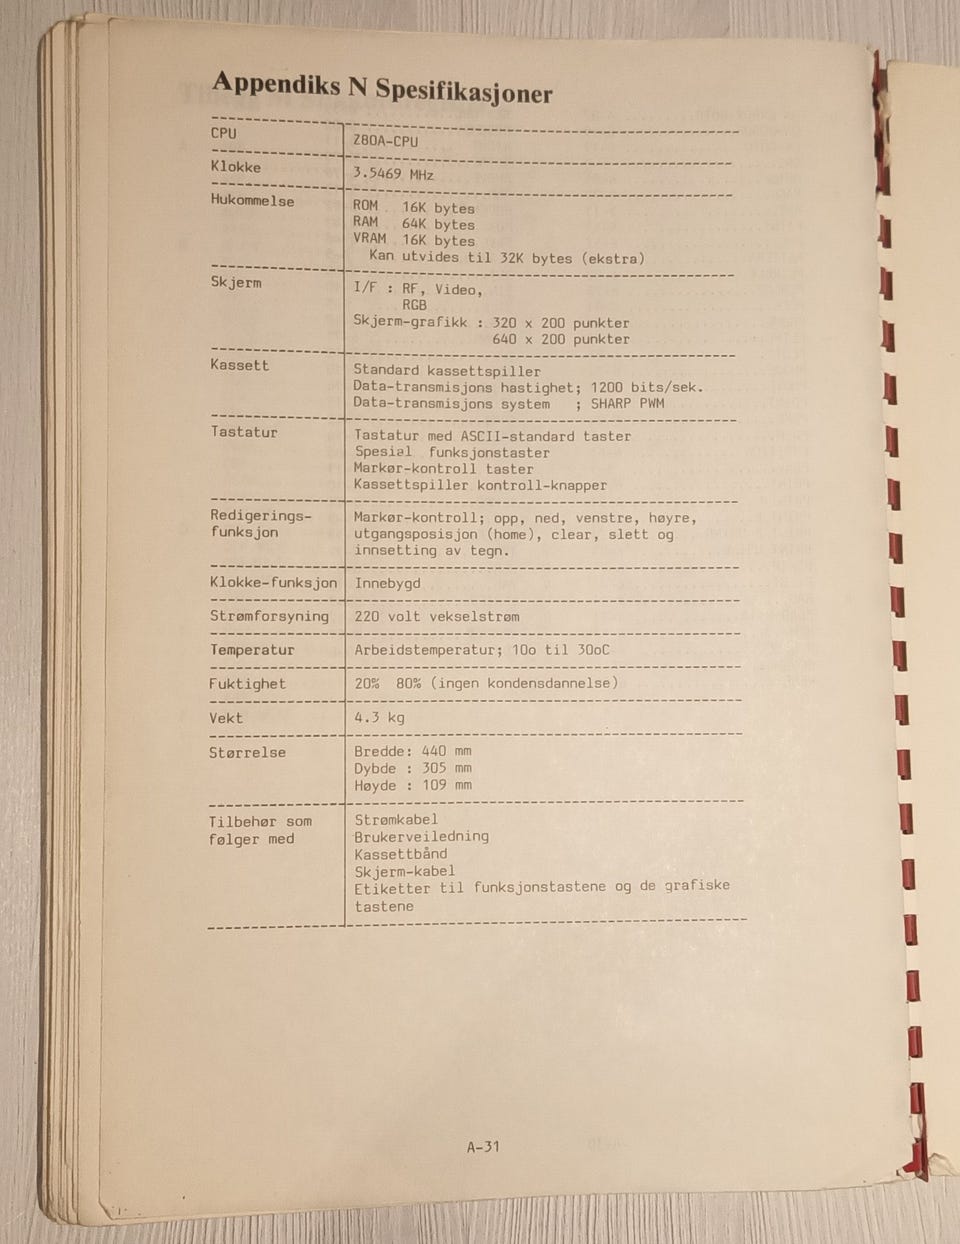 Appendiks N Spesifikasjoner
CPU
Z80A-CPU
Klokke
3.5469 MHz
Hukommelse
ROM 16K bytes
RAM 64K bytes
VRAM 16K bytes
Kan utvides til 32K bytes (ekstra)
Skjerm
I/F : RF, Video,
RGB
Skjerm-grafikk : 320 x 200 punkter
640 x 200 punkter
Kassett
Standard kassettspiller
Data-transmisjons hastighet; 1200 bits/sek.
Data-transmisjons system ; SHARP PWM
Tastatur
Tastatur med ASCII-standard taster
Spesial funksjonstaster
Markør-kontroll taster
Kassettspiller kontroll-knapper
Redigerings-
funksjon
Markør-kontroll; opp, ned, venstre, høyre,
utgangsposisjon (home), clear, slett og
innsetting av tegn.
Klokke-funksjon
Innebygd
Strømforsyning
220 volt vekselstrøm
Temperatur
Arbeidstemperatur; 10o til 30oC
Fuktighet
20% 80% (ingen kondensdannelse)
Vekt
4.3 kg
Størrelse
Bredde: 440 mm
Dybde : 305 mm
Høyde : 109 mm
Tilbehør som
følger med
Strømkabel
Brukerveiledning
Kassettbånd
Skjerm-kabel
Etiketter til funksjonstastene og de grafiske
tastene
A-31